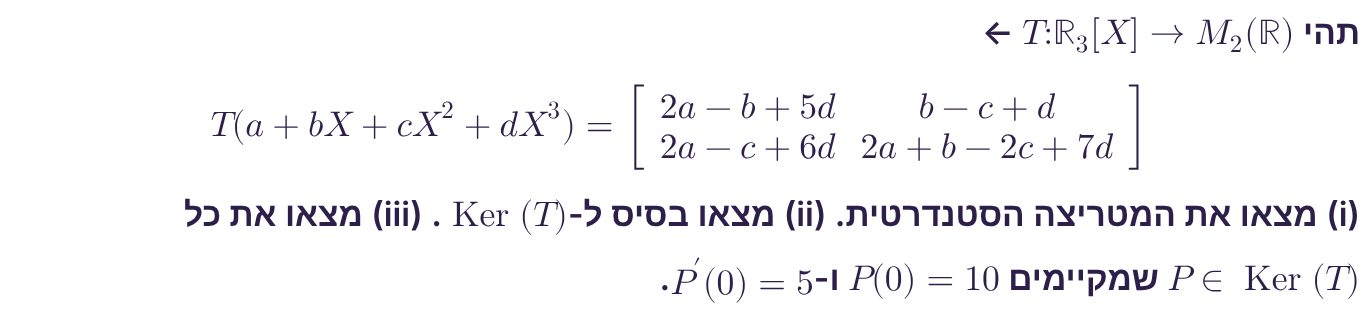 תהי T:ℝ₃[X] → M₂(ℝ) ←
T(a + bX + cX² + dX³) = [ 2a − b + 5d   b − c + d
2a − c + 6d   2a + b − 2c + 7d ]
(i) מצאו את המטריצה הסטנדרטית. (ii) מצאו בסיס ל-Ker (T) . (iii) מצאו את כל
P ∈ Ker (T) שמקיימים P(0) = 10 ו-P′(0) = 5.